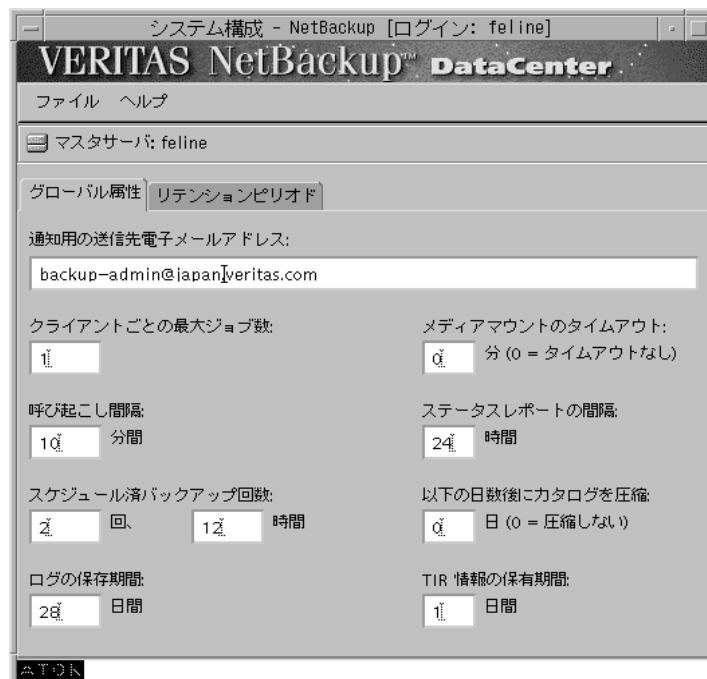 システム構成 - NetBackup [ログイン: feline]
VERITAS NetBackup™ DataCenter
ファイル ヘルプ
マスタサーバ: feline
グローバル属性 リテンションピリオド
通知用の送信先電子メールアドレス:
backup-admin@japan.veritas.com
クライアントごとの最大ジョブ数: メディアマウントのタイムアウト:
1 0 分 (0 = タイムアウトなし)
呼び起こし間隔: ステータスレポートの間隔:
10 分間 24 時間
スケジュール済バックアップ回数: 以下の日数後にカタログを圧縮:
2 回、 12 時間 0 日 (0 = 圧縮しない)
ログの保存期間: TIR 情報の保有期間:
28 日間 1 日間
ATOK